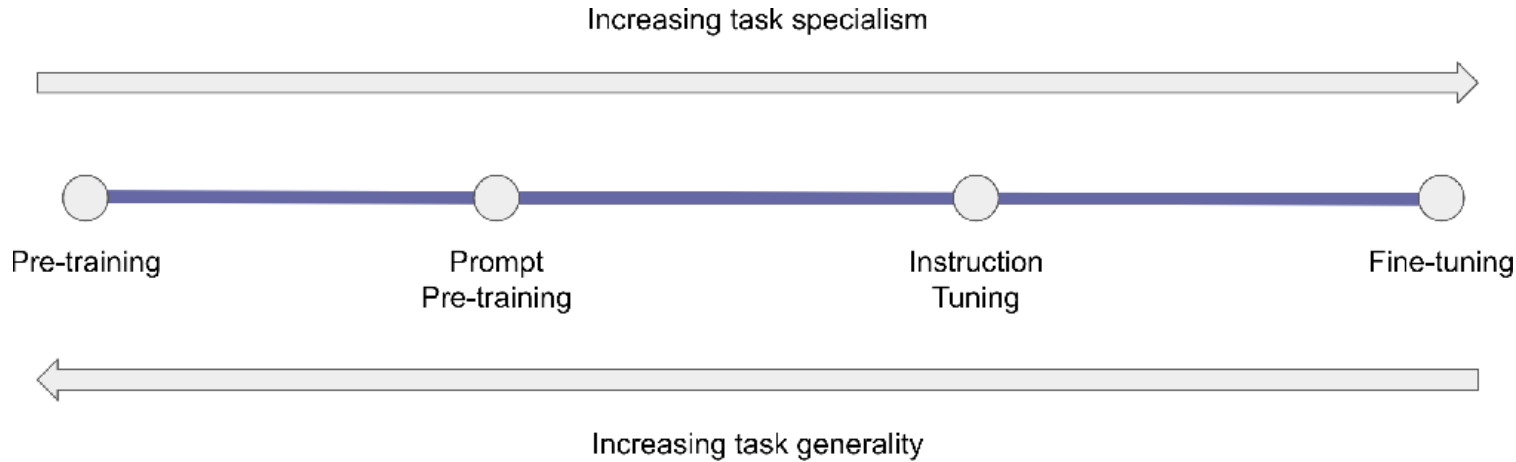 Increasing task specialism
Pre-training
Prompt
Pre-training
Instruction
Tuning
Fine-tuning
Increasing task generality